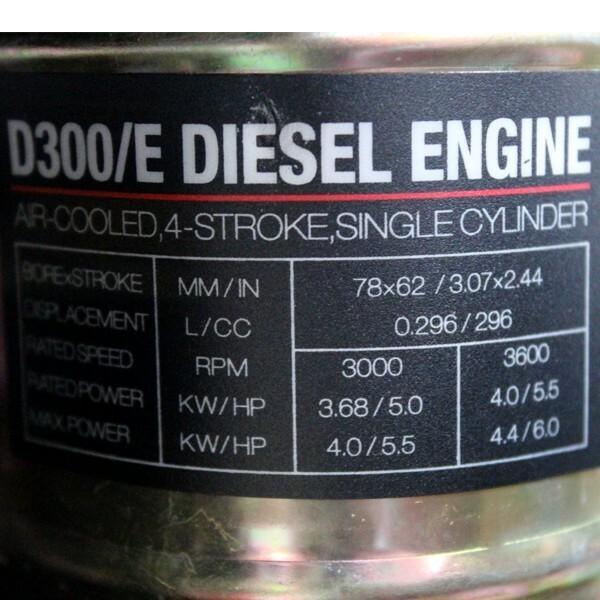 D300/E DIESEL ENGINE
AIR-COOLED,4-STROKE,SINGLE CYLINDER
BORE×STROKE MM/IN 78×62 / 3.07×2.44
DISPLACEMENT L/CC 0.296/296
RATED SPEED RPM 3000 3600
RATED POWER KW/HP 3.68/5.0 4.0/5.5
MAX.POWER KW/HP 4.0/5.5 4.4/6.0